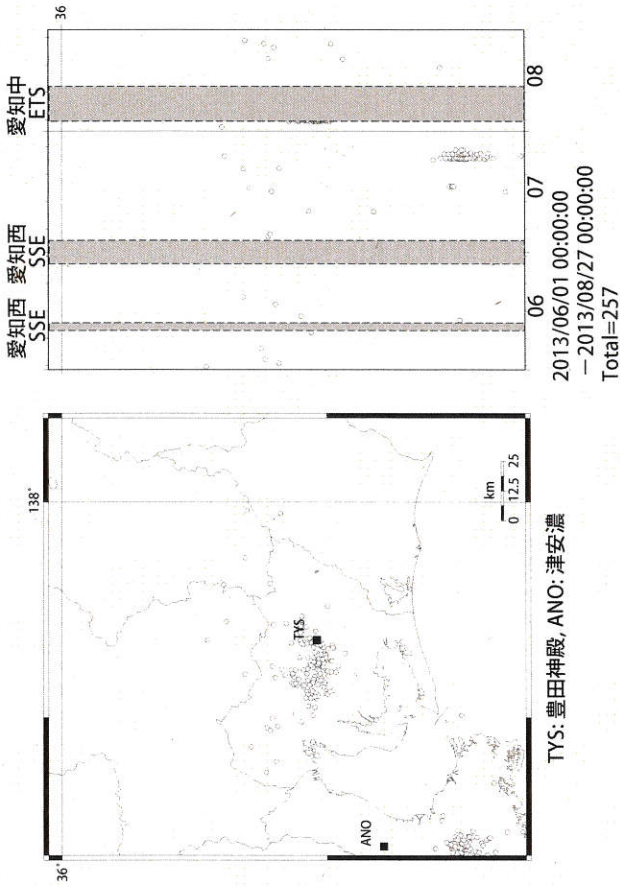 138°
36°
TYS
ANO
km
0 12.5 25
TYS: 豊田神殿, ANO: 津安濃
愛知西
SSE
愛知西
SSE
愛知中
ETS
36
06
07
08
2013/06/01 00:00:00
－2013/08/27 00:00:00
Total=257